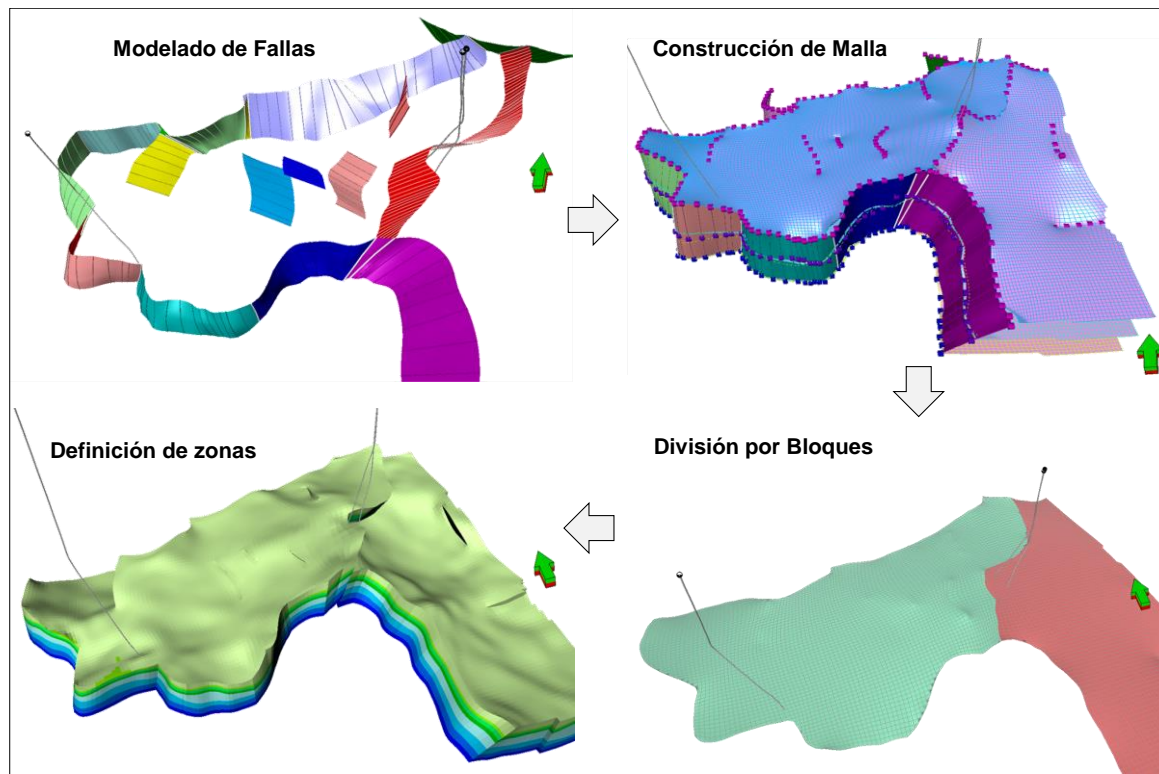 Modelado de Fallas
Construcción de Malla
Definición de zonas
División por Bloques